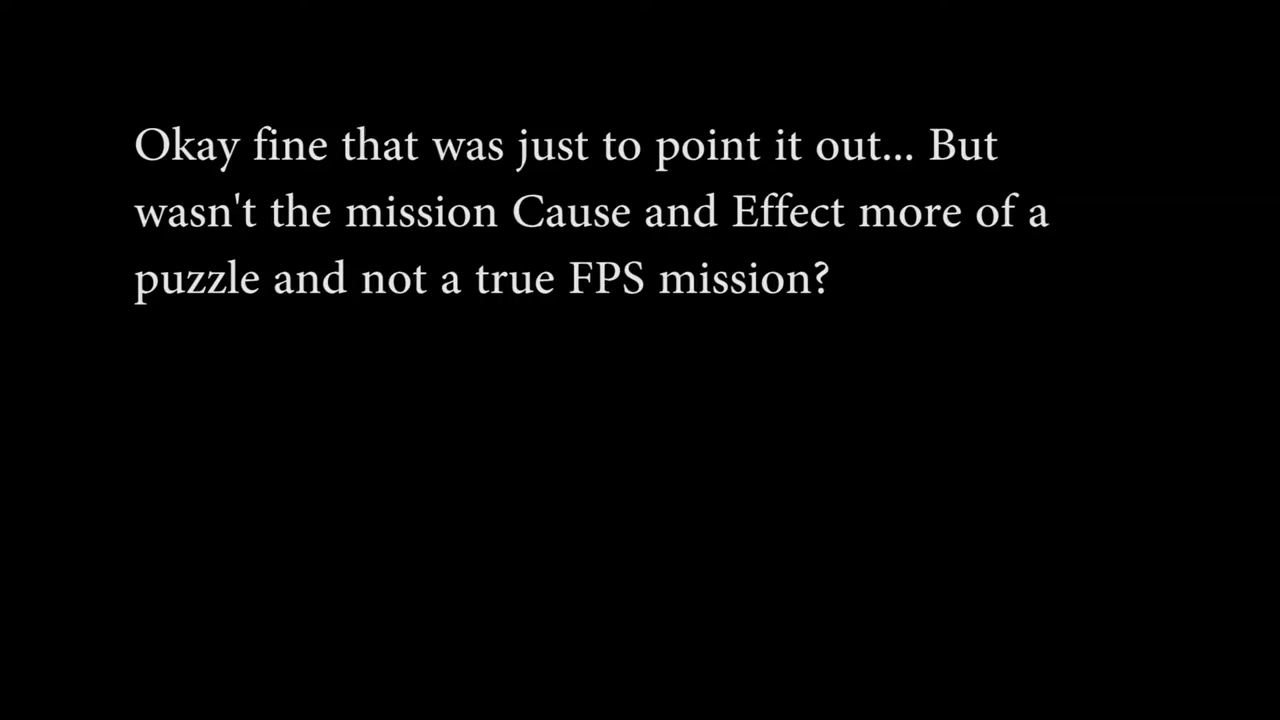 Okay fine that was just to point it out... But
wasn't the mission Cause and Effect more of a
puzzle and not a true FPS mission?